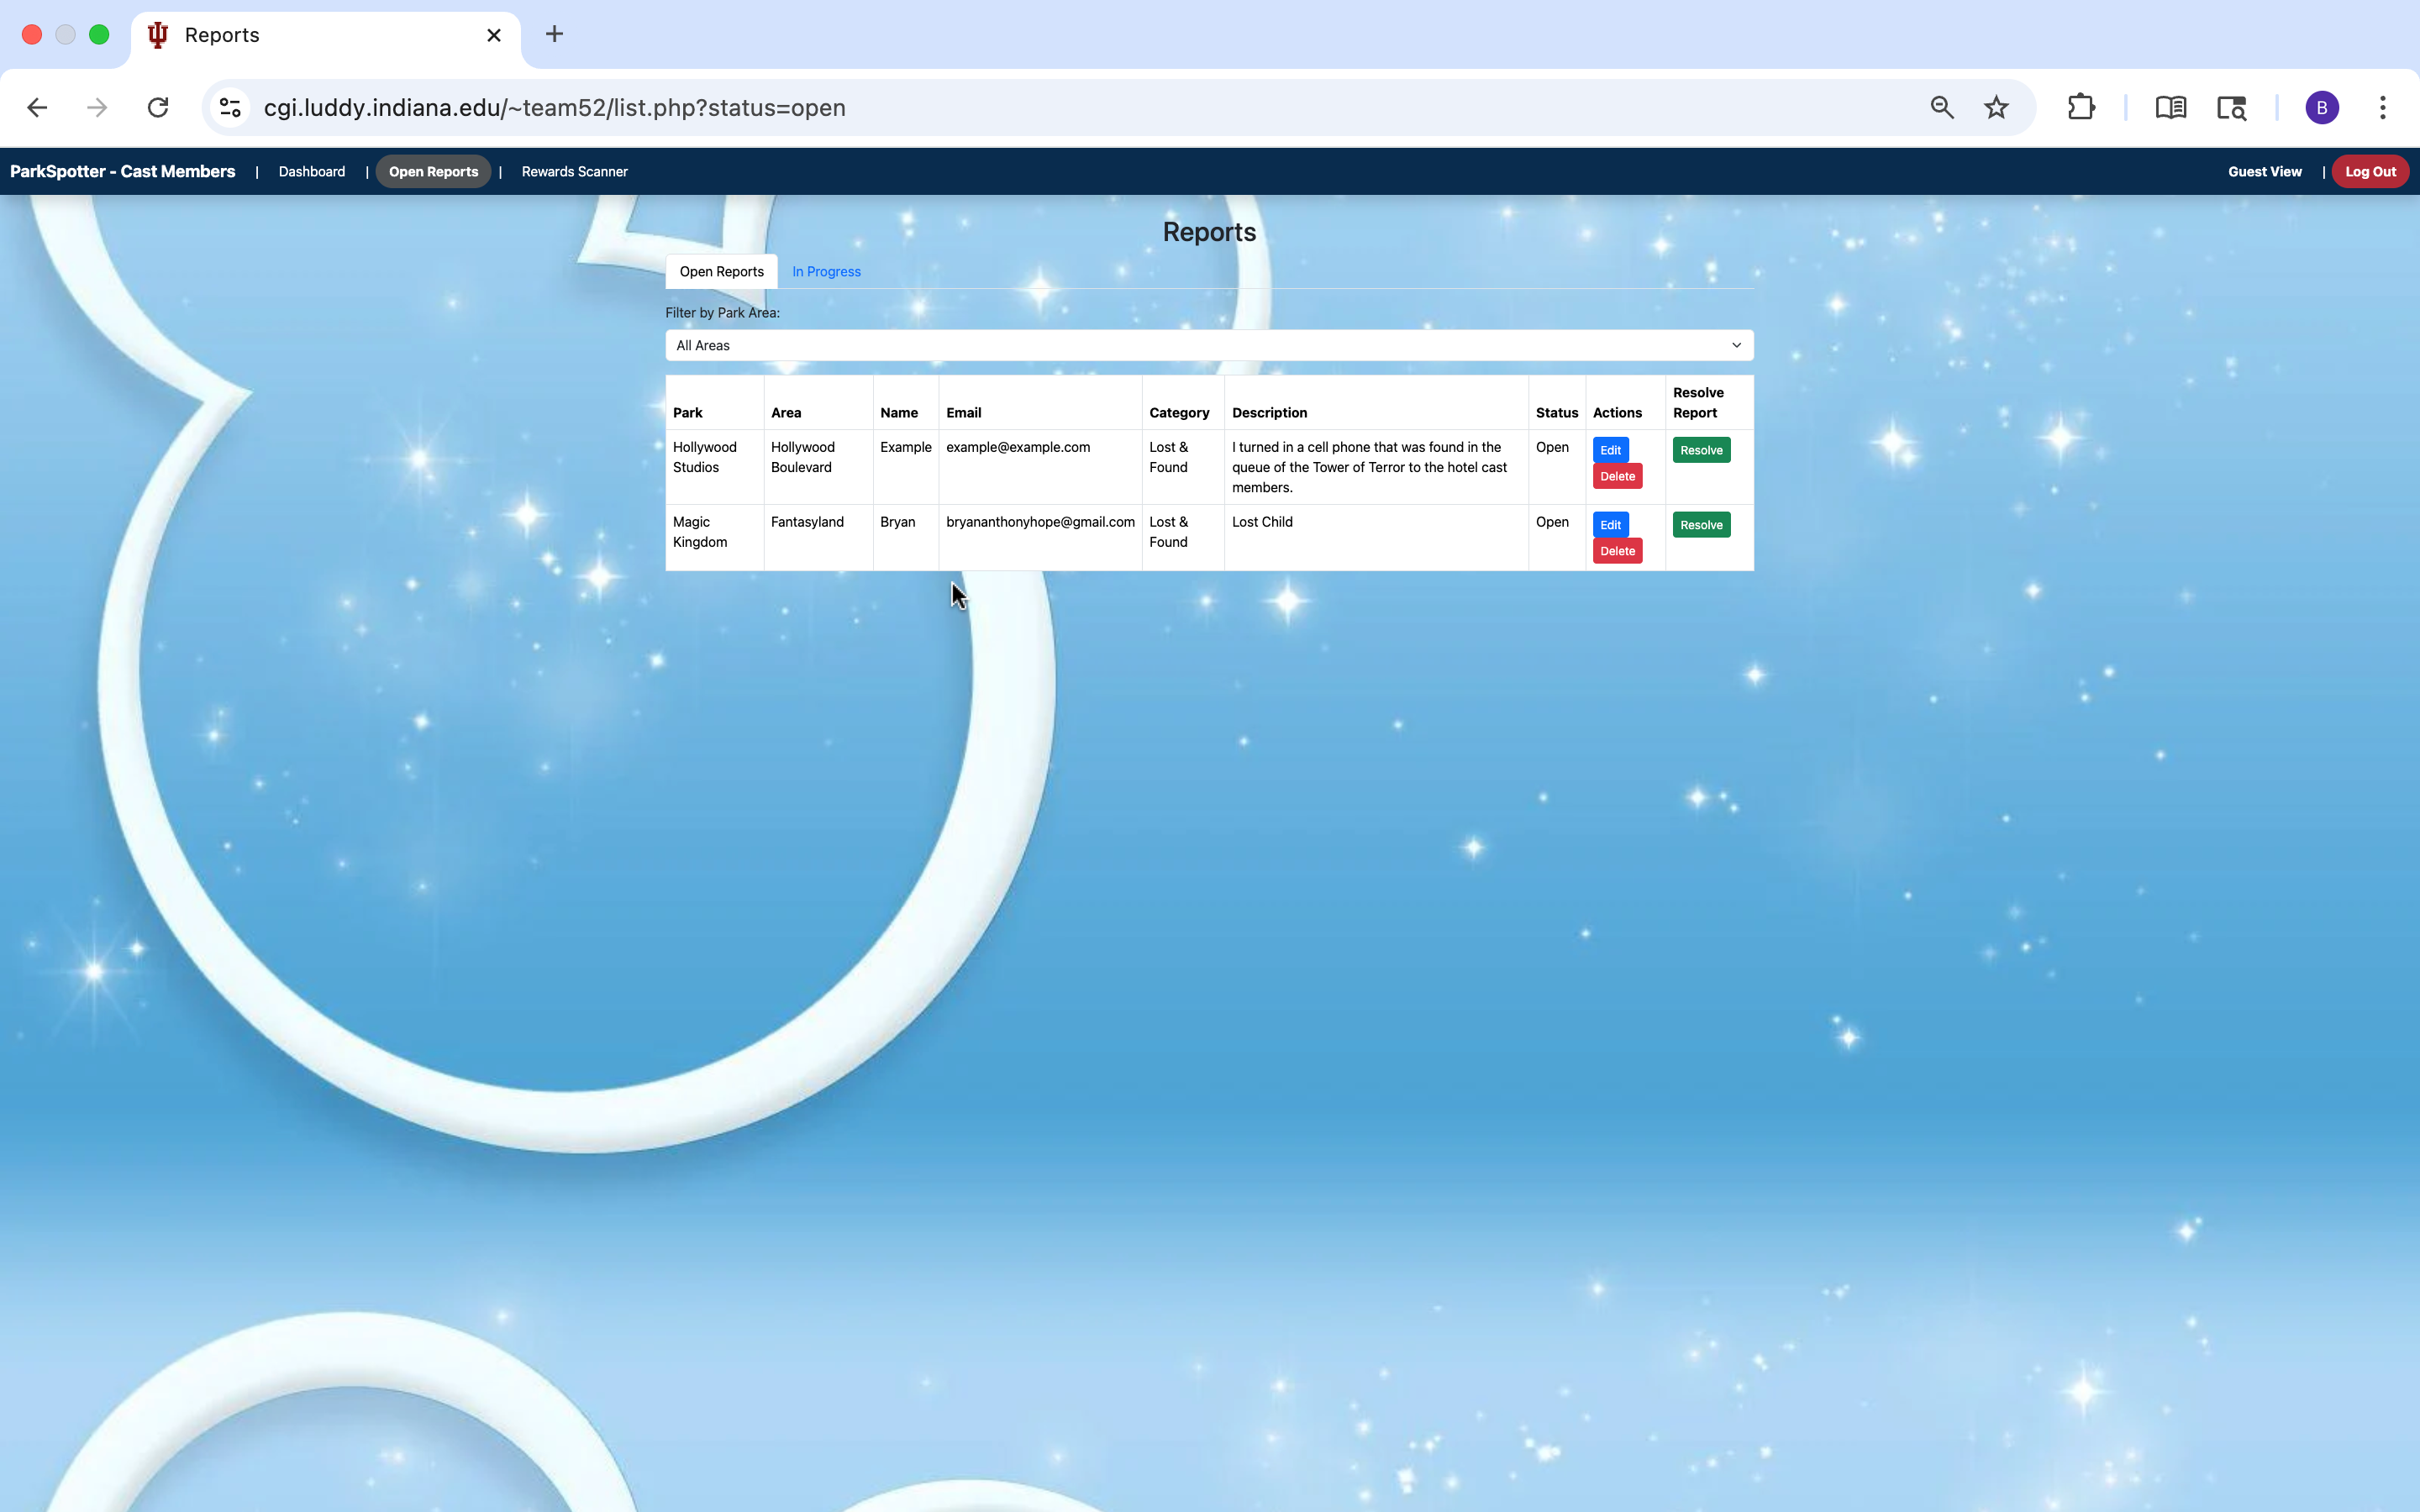 Reports
cgi.luddy.indiana.edu/~team52/list.php?status=open
B
ParkSpotter - Cast Members | Dashboard | Open Reports | Rewards Scanner Guest View | Log Out
Reports
Open Reports In Progress
Filter by Park Area:
All Areas
Park Area Name Email Category Description Status Actions Resolve Report
Hollywood Studios Hollywood Boulevard Example example@example.com Lost & Found I turned in a cell phone that was found in the queue of the Tower of Terror to the hotel cast members. Open Edit Delete Resolve
Magic Kingdom Fantasyland Bryan bryananthonyhope@gmail.com Lost & Found Lost Child Open Edit Delete Resolve